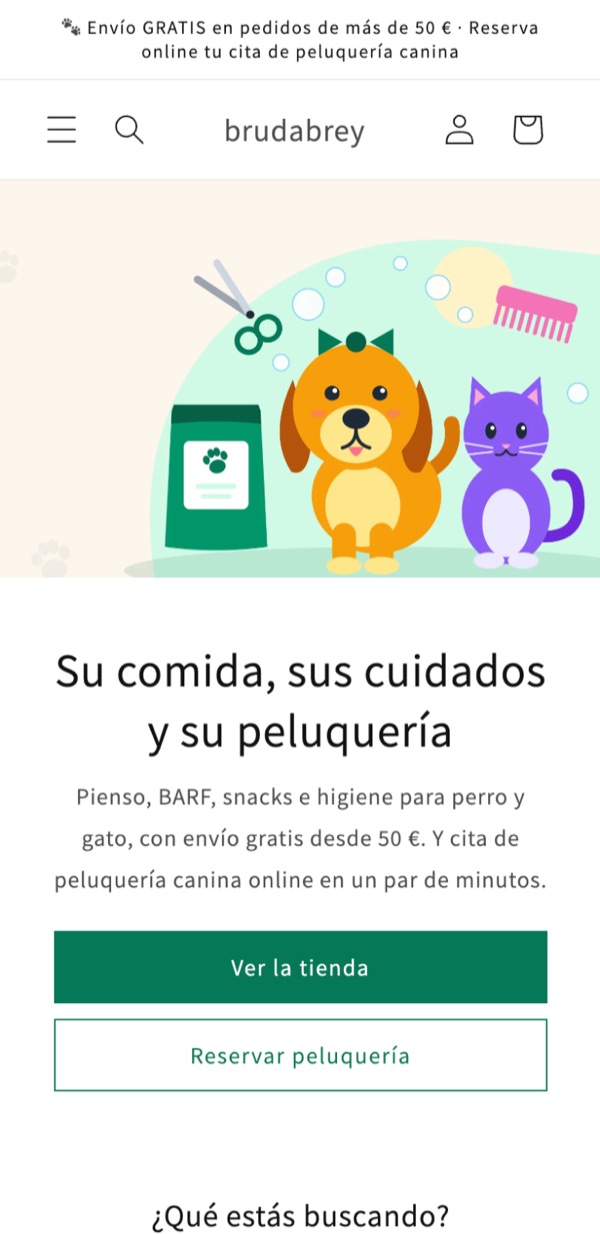 🐾 Envío GRATIS en pedidos de más de 50 € · Reserva
online tu cita de peluquería canina
brudabrey
Su comida, sus cuidados
y su peluquería
Pienso, BARF, snacks e higiene para perro y
gato, con envío gratis desde 50 €. Y cita de
peluquería canina online en un par de minutos.
Ver la tienda
Reservar peluquería
¿Qué estás buscando?